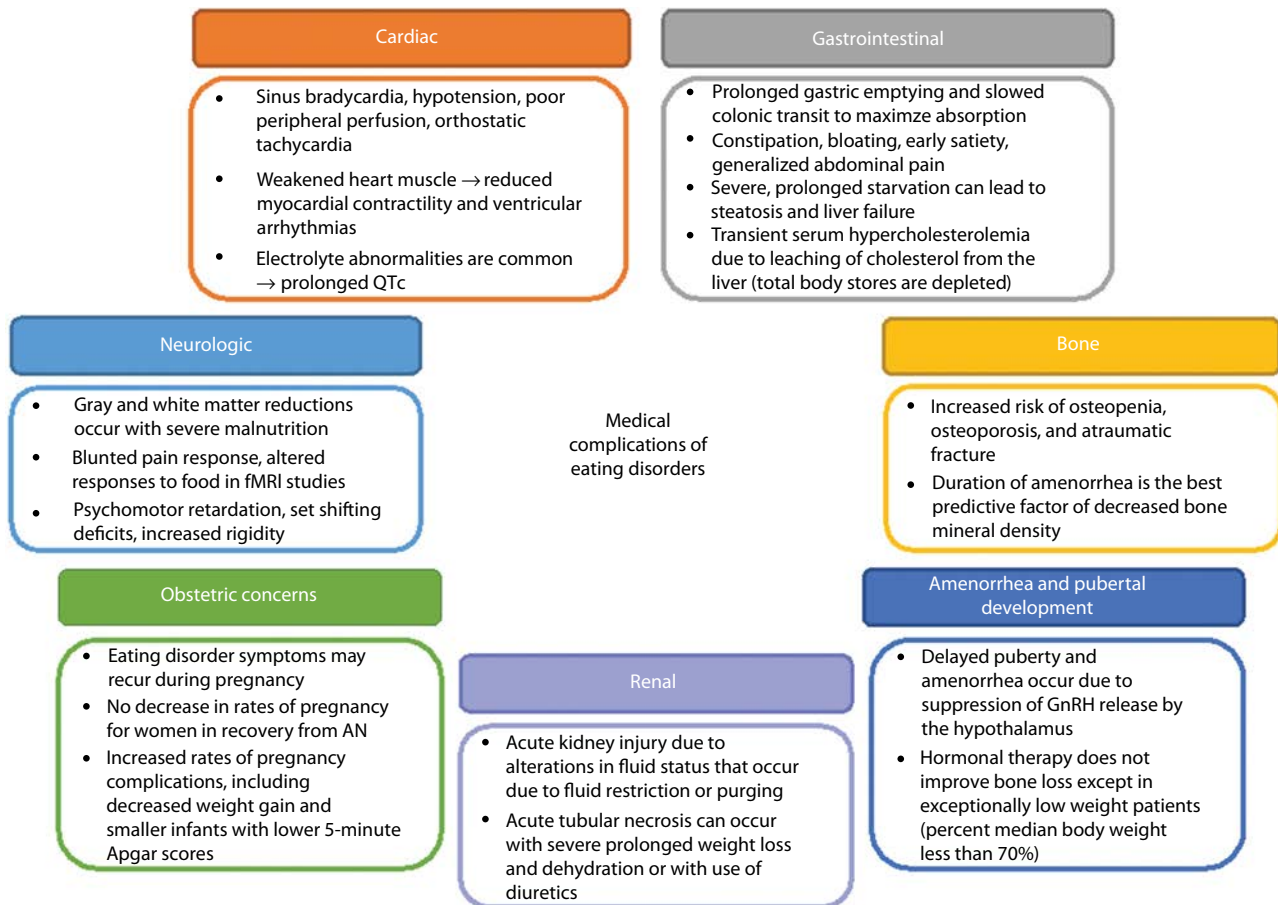 Cardiac
• Sinus bradycardia, hypotension, poor
peripheral perfusion, orthostatic
tachycardia
• Weakened heart muscle → reduced
myocardial contractility and ventricular
arrhythmias
• Electrolyte abnormalities are common
→ prolonged QTc
Gastrointestinal
• Prolonged gastric emptying and slowed
colonic transit to maximze absorption
• Constipation, bloating, early satiety,
generalized abdominal pain
• Severe, prolonged starvation can lead to
steatosis and liver failure
• Transient serum hypercholesterolemia
due to leaching of cholesterol from the
liver (total body stores are depleted)
Neurologic
• Gray and white matter reductions
occur with severe malnutrition
• Blunted pain response, altered
responses to food in fMRI studies
• Psychomotor retardation, set shifting
deficits, increased rigidity
Medical
complications of
eating disorders
Bone
• Increased risk of osteopenia,
osteoporosis, and atraumatic
fracture
• Duration of amenorrhea is the best
predictive factor of decreased bone
mineral density
Obstetric concerns
• Eating disorder symptoms may
recur during pregnancy
• No decrease in rates of pregnancy
for women in recovery from AN
• Increased rates of pregnancy
complications, including
decreased weight gain and
smaller infants with lower 5-minute
Apgar scores
Renal
• Acute kidney injury due to
alterations in fluid status that occur
due to fluid restriction or purging
• Acute tubular necrosis can occur
with severe prolonged weight loss
and dehydration or with use of
diuretics
Amenorrhea and pubertal
development
• Delayed puberty and
amenorrhea occur due to
suppression of GnRH release by
the hypothalamus
• Hormonal therapy does not
improve bone loss except in
exceptionally low weight patients
(percent median body weight
less than 70%)